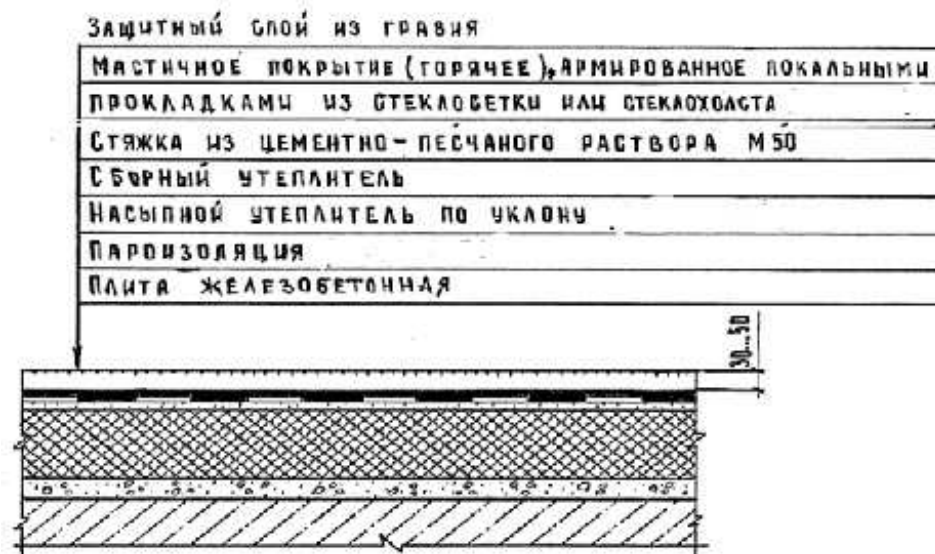 Защитный слой из гравия
Мастичное покрытие (горячее), армированное локальными
прокладками из стеклосетки или стеклохолста
Стяжка из цементно-песчаного раствора М 50
Сборный утеплитель
Насыпной утеплитель по уклону
Пароизоляция
Плита железобетонная
30...50